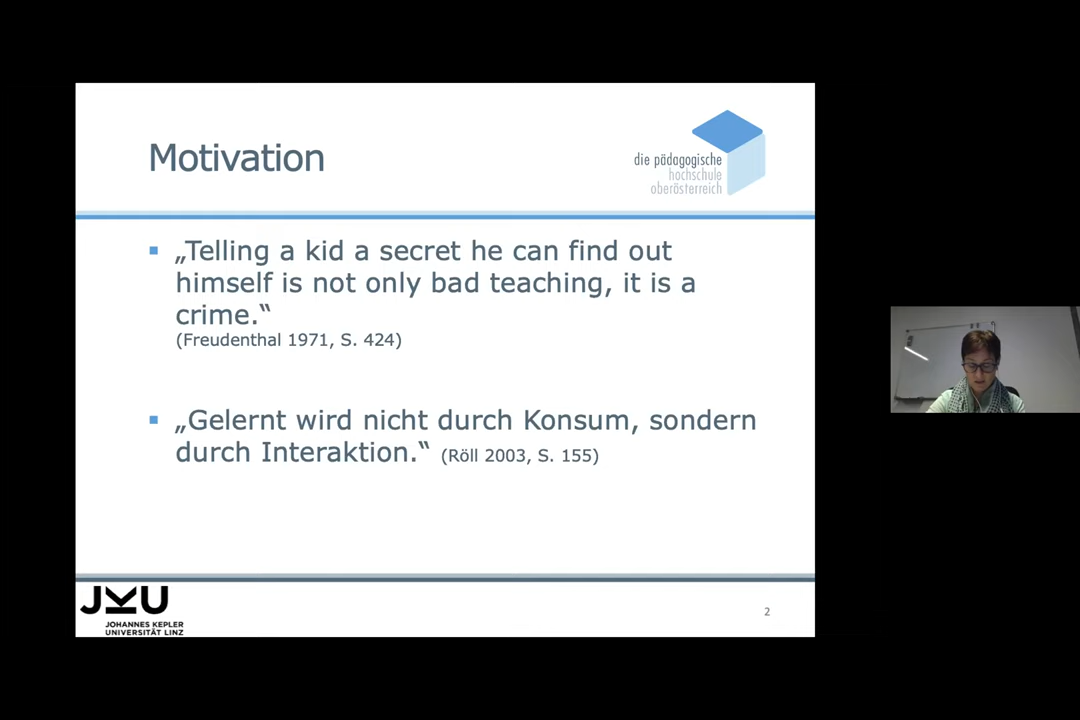 Motivation
die pädagogische
hochschule
oberösterreich
„Telling a kid a secret he can find out
himself is not only bad teaching, it is a
crime.“
(Freudenthal 1971, S. 424)
„Gelernt wird nicht durch Konsum, sondern
durch Interaktion.“ (Röll 2003, S. 155)
JKU
JOHANNES KEPLER
UNIVERSITÄT LINZ
2